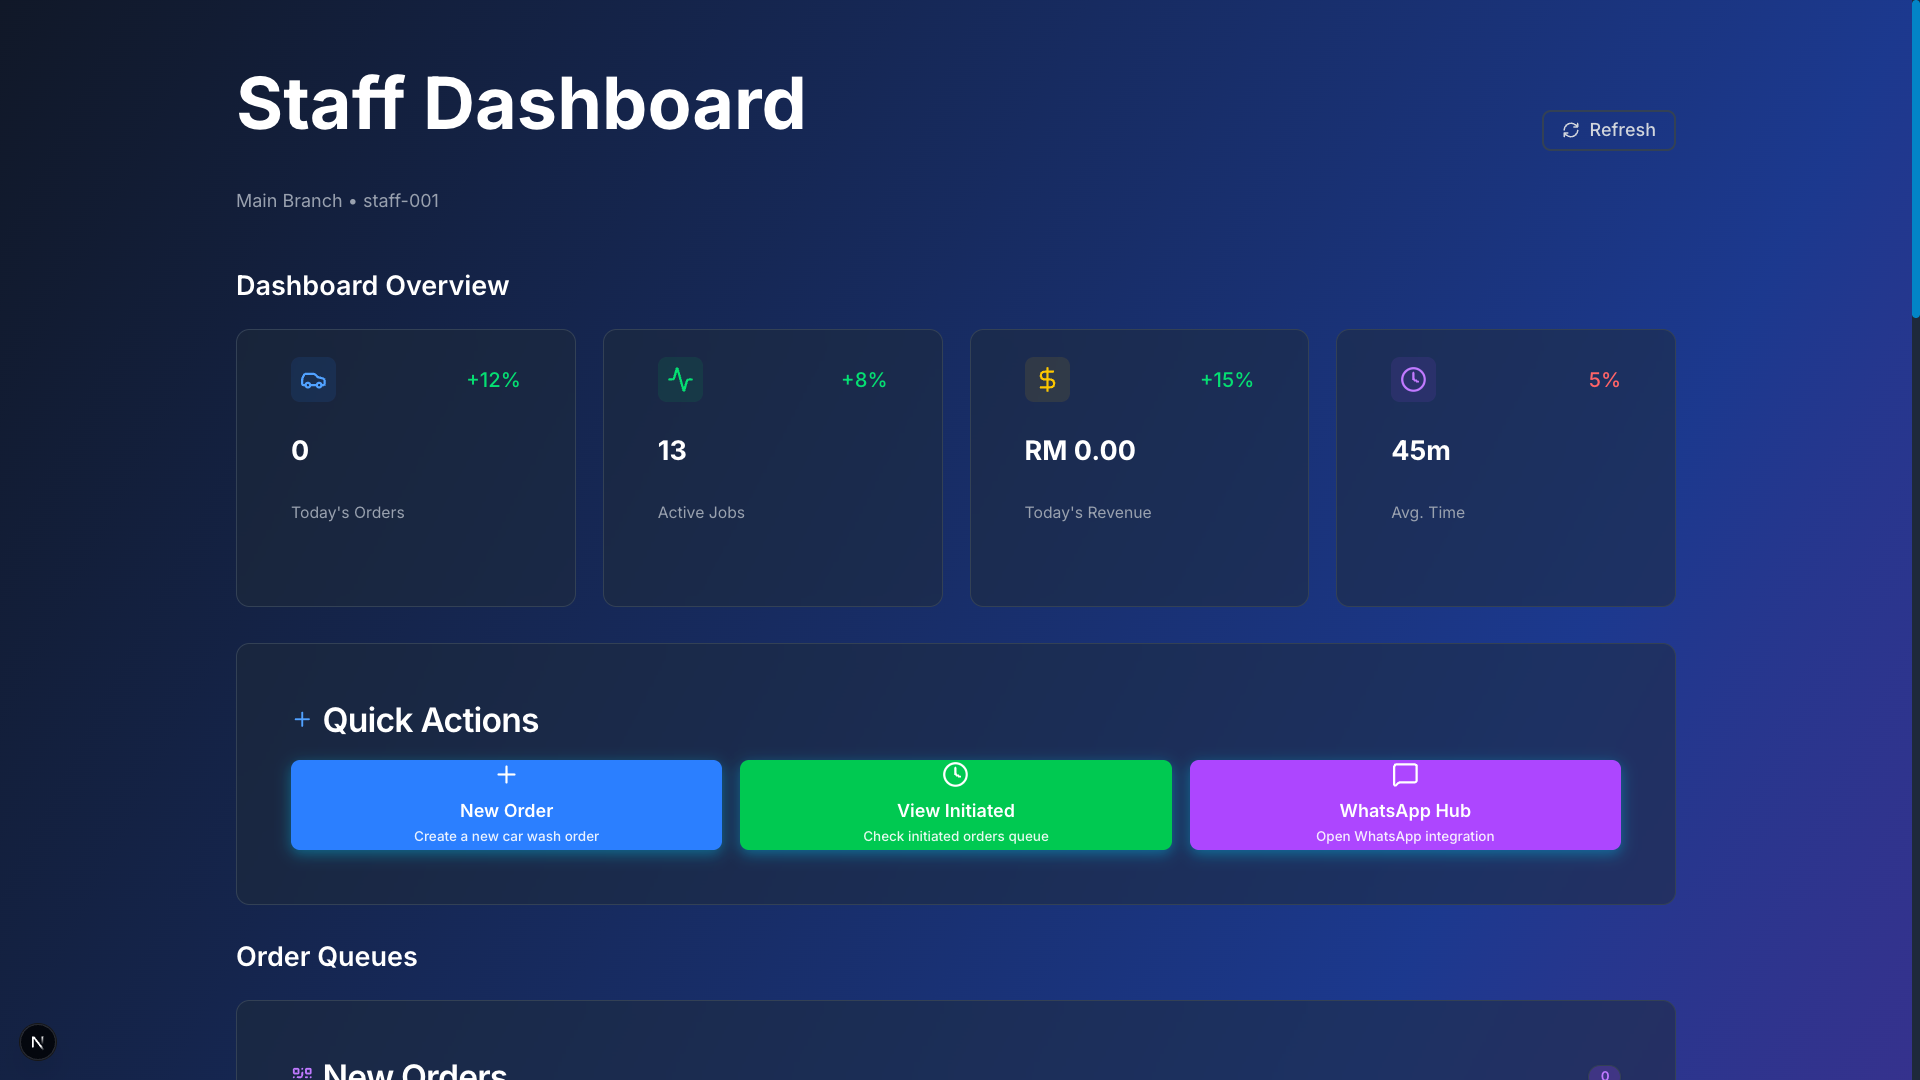 Staff Dashboard
Refresh
Main Branch • staff-001
Dashboard Overview
+12%
0
Today's Orders
+8%
13
Active Jobs
+15%
RM 0.00
Today's Revenue
5%
45m
Avg. Time
Quick Actions
New Order
Create a new car wash order
View Initiated
Check initiated orders queue
WhatsApp Hub
Open WhatsApp integration
Order Queues
New Orders
0
N